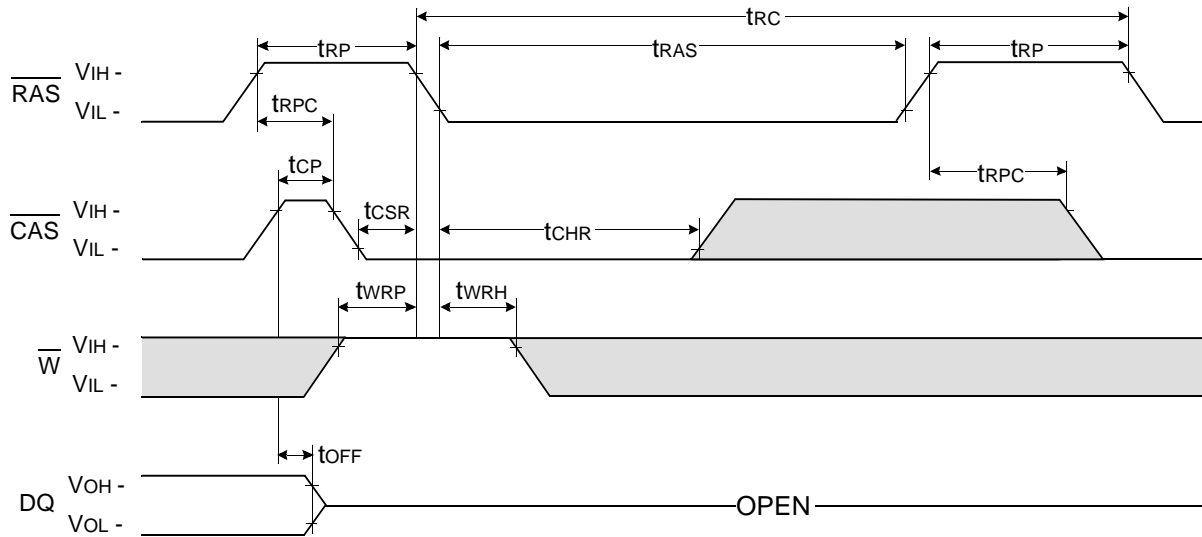 tRC
tRP tRAS tRP
RAS VIH -
VIL -
tRPC
tCP tRPC
CAS VIH - tCSR
VIL - tCHR
tWRP tWRH
W VIH -
VIL -
tOFF
DQ VOH -
VOL - OPEN